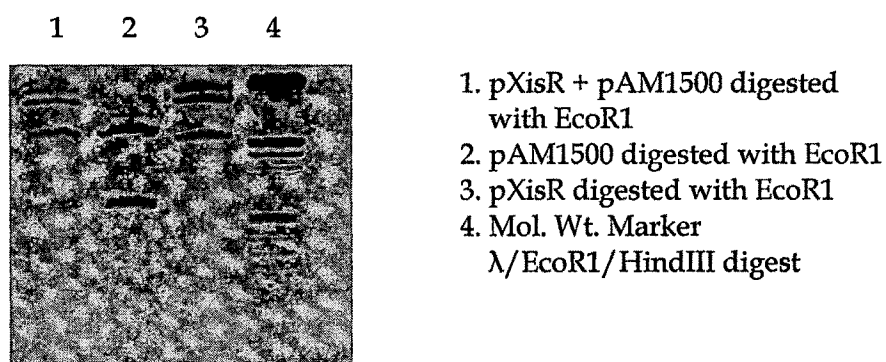 1 2 3 4
1. pXisR + pAM1500 digested
with EcoR1
2. pAM1500 digested with EcoR1
3. pXisR digested with EcoR1
4. Mol. Wt. Marker
λ/EcoR1/HindIII digest